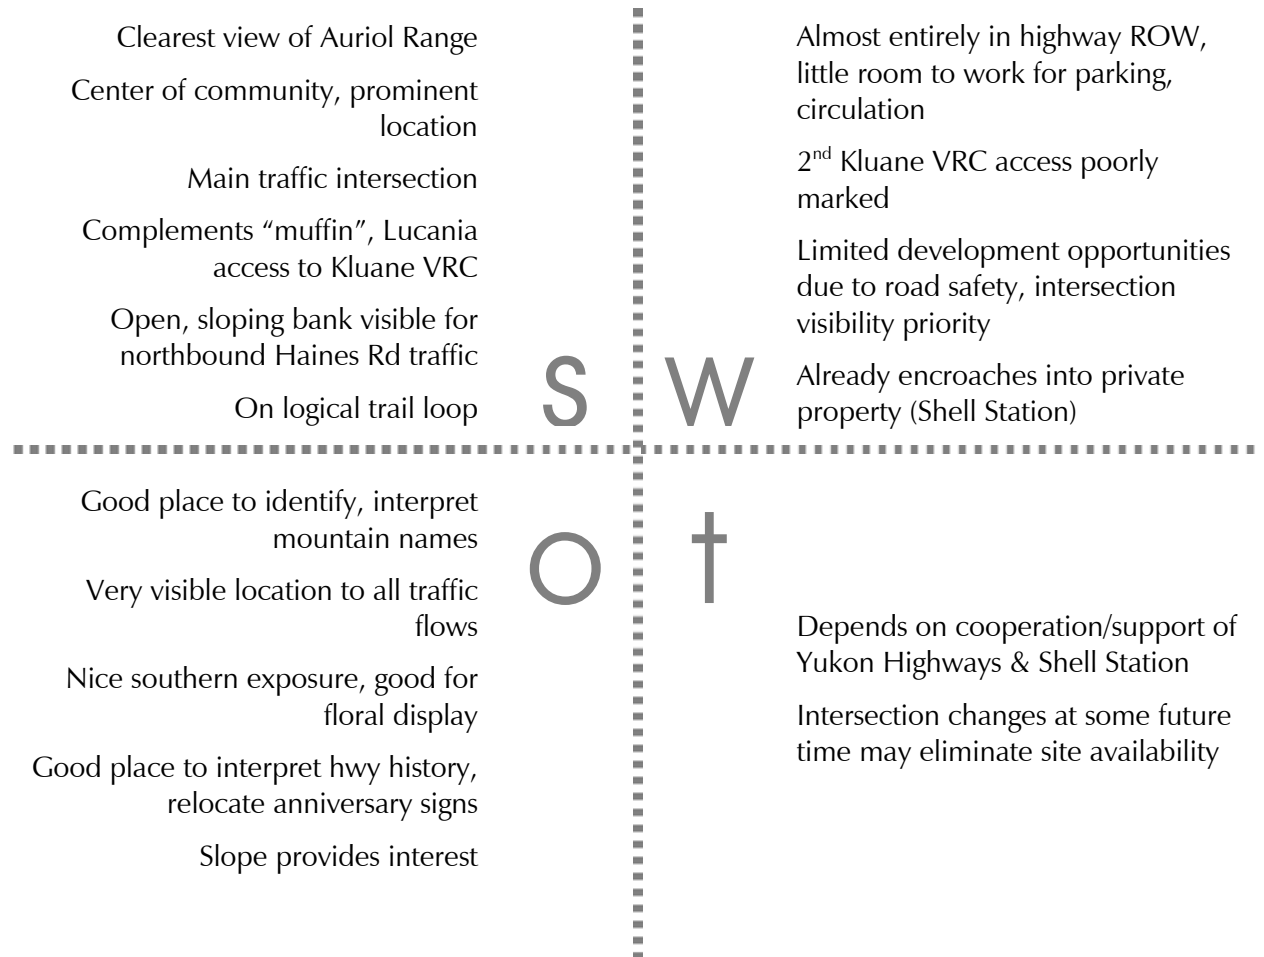 Clearest view of Auriol Range
Center of community, prominent
location
Main traffic intersection
Complements “muffin”, Lucania
access to Kluane VRC
Open, sloping bank visible for
northbound Haines Rd traffic
On logical trail loop
s
w
Almost entirely in highway ROW,
little room to work for parking,
circulation
2nd Kluane VRC access poorly
marked
Limited development opportunities
due to road safety, intersection
visibility priority
Already encroaches into private
property (Shell Station)
Good place to identify, interpret
mountain names
Very visible location to all traffic
flows
Nice southern exposure, good for
floral display
Good place to interpret hwy history,
relocate anniversary signs
Slope provides interest
o
t
Depends on cooperation/support of
Yukon Highways & Shell Station
Intersection changes at some future
time may eliminate site availability